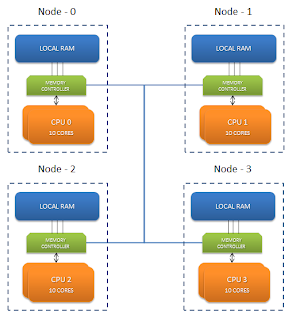 Node - 0
Node - 1
LOCAL RAM
LOCAL RAM
MEMORY
CONTROLLER
MEMORY
CONTROLLER
CPU 0
10 CORES
CPU 1
10 CORES
Node - 2
Node - 3
LOCAL RAM
LOCAL RAM
MEMORY
CONTROLLER
MEMORY
CONTROLLER
CPU 2
10 CORES
CPU 3
10 CORES